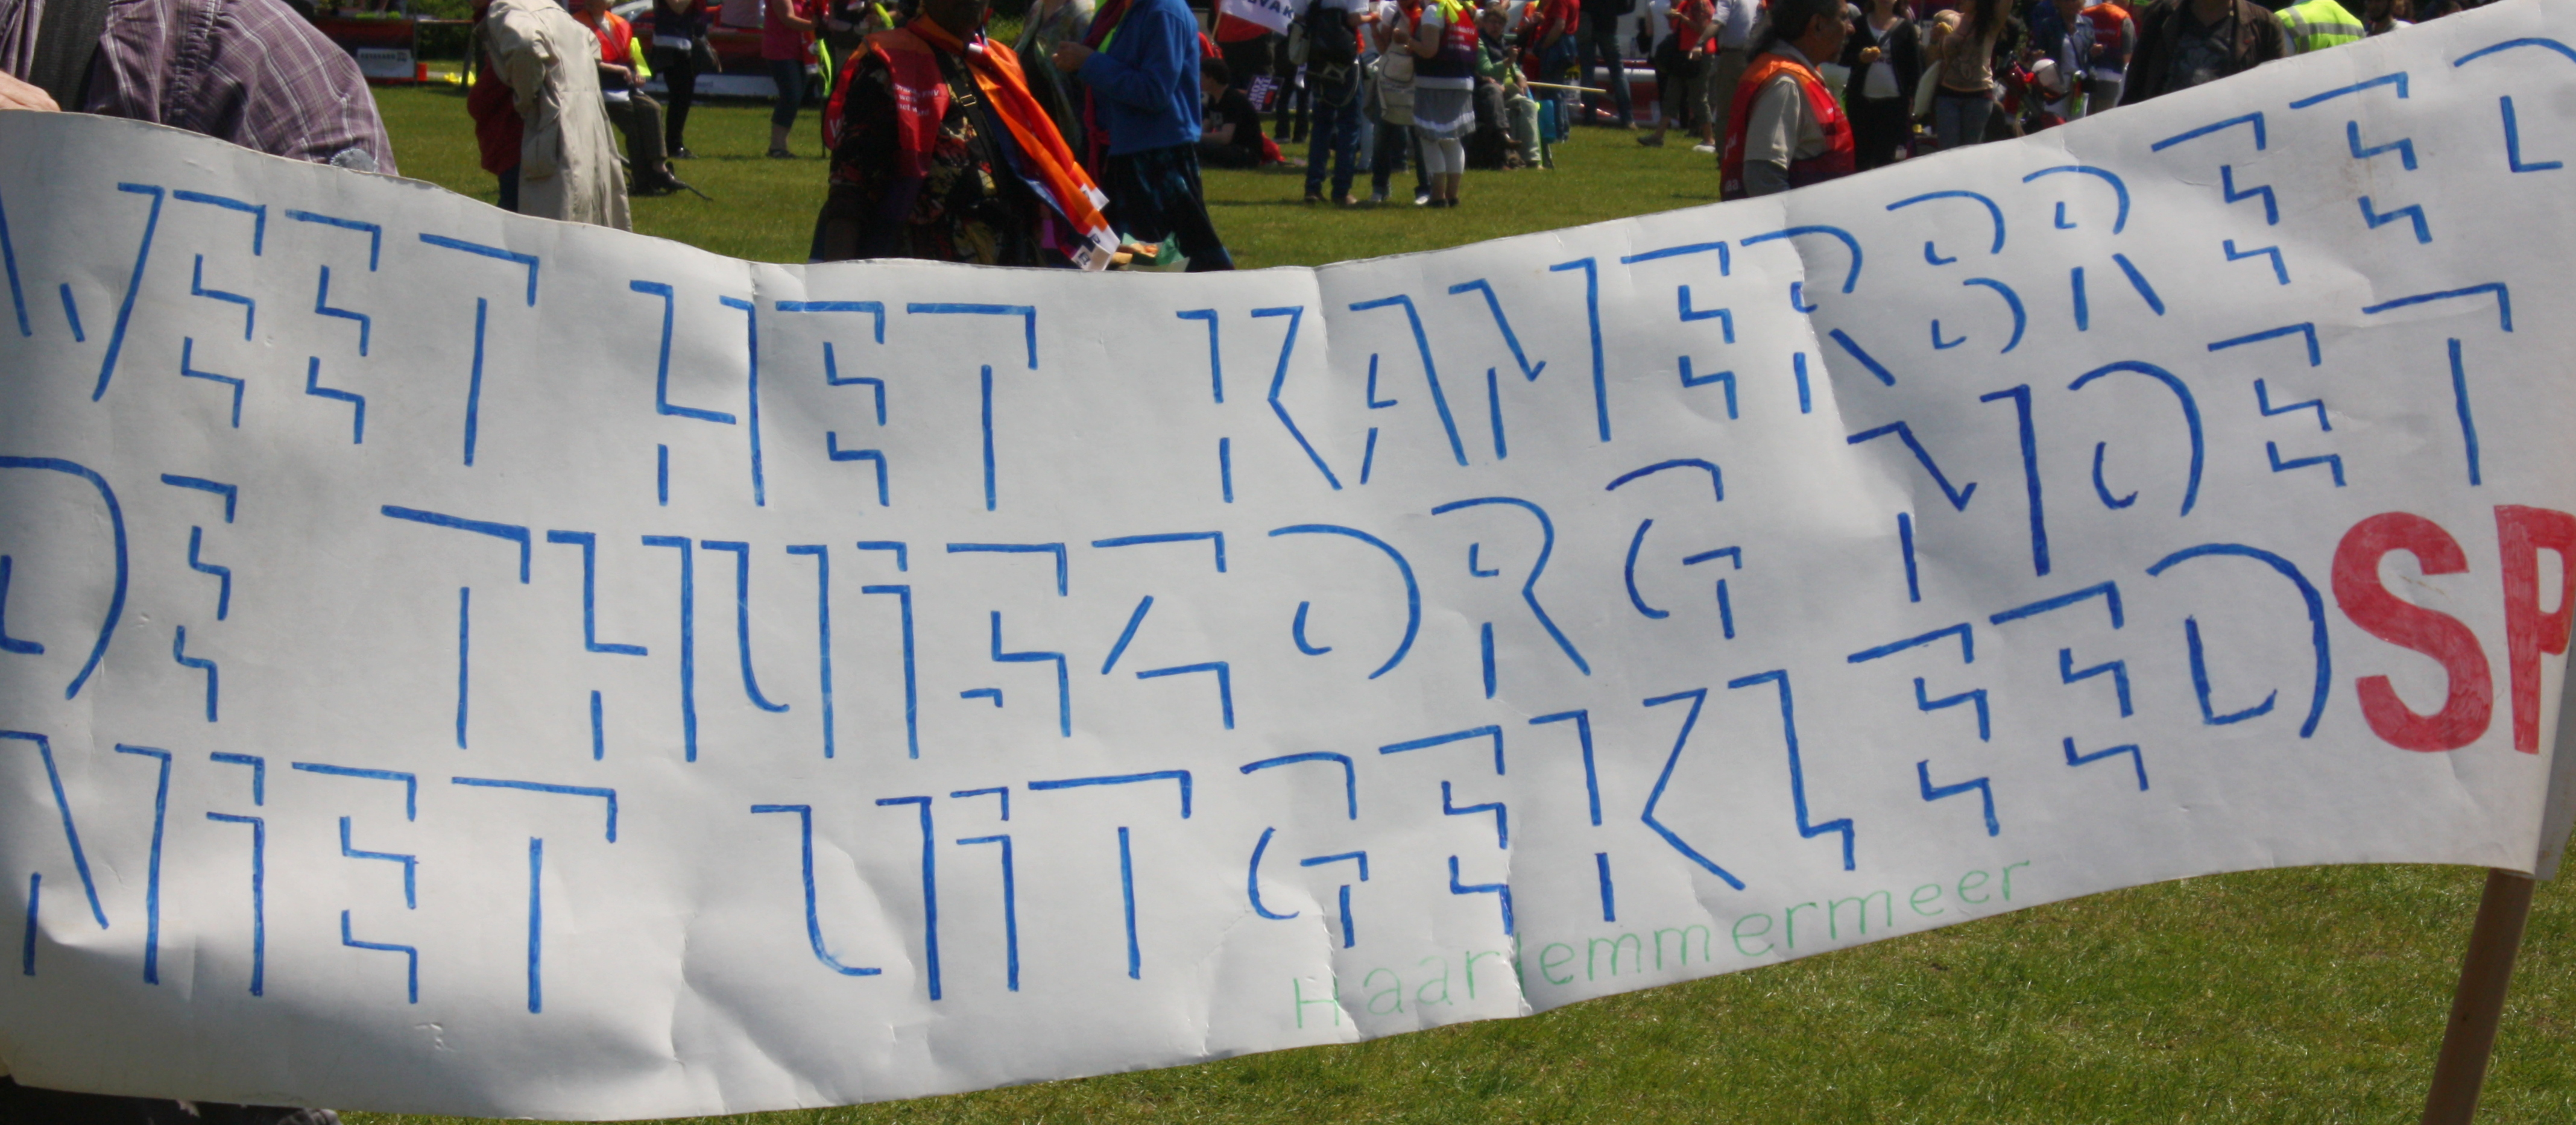 WEET HET KAMERBREED
DE THUiSZORG MOET
NiET UiTGEKLEED SP
Haarlemmermeer